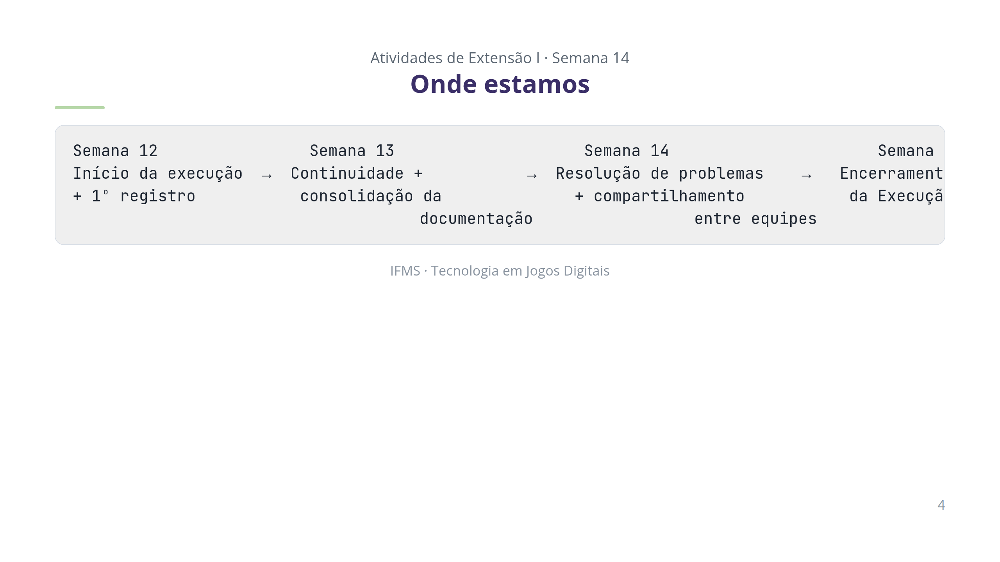 Atividades de Extensão I · Semana 14
Onde estamos
Semana 12 Semana 13 Semana 14 Semana
Início da execução → Continuidade + → Resolução de problemas → Encerrament
+ 1º registro consolidação da + compartilhamento da Execuçã
documentação entre equipes
IFMS · Tecnologia em Jogos Digitais
4